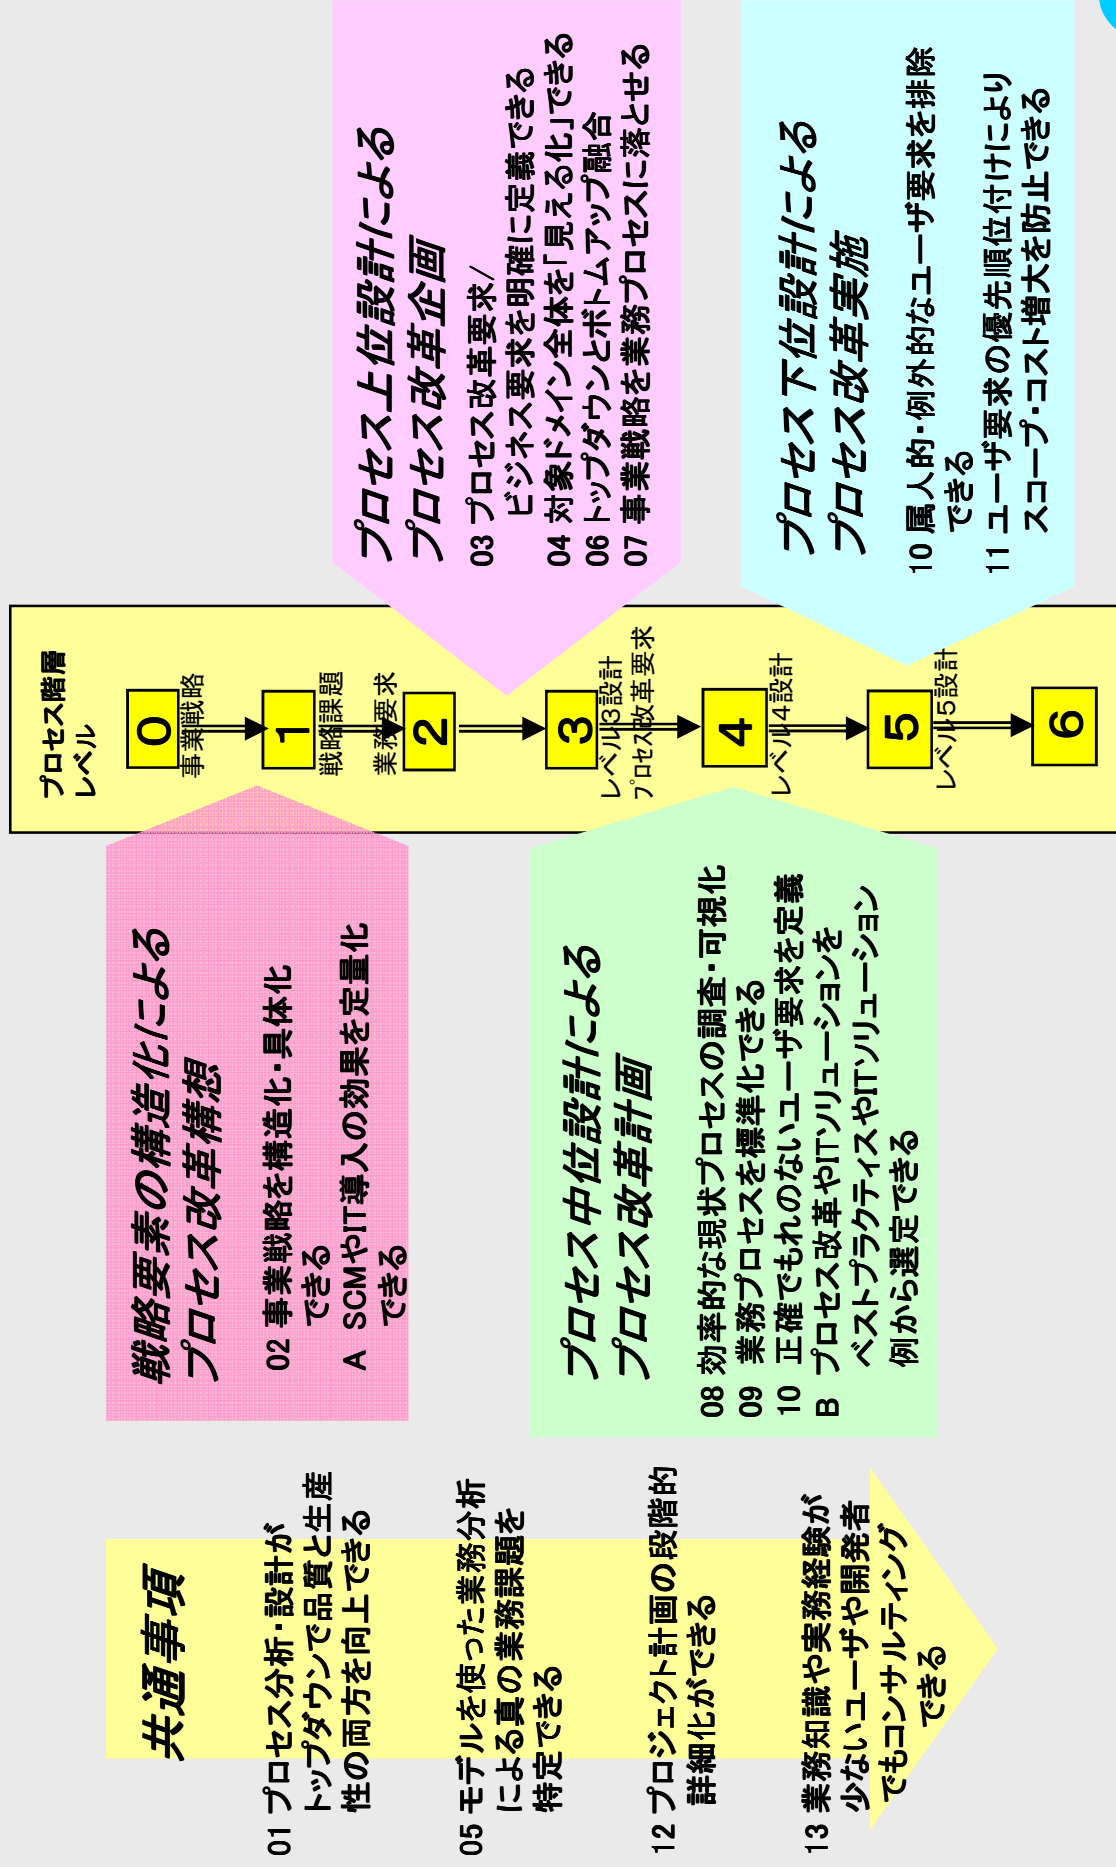 共通事項
01 プロセス分析・設計が
トップダウンで品質と生産
性の両方を向上できる
05 モデルを使った業務分析
による真の業務課題を
特定できる
12 プロジェクト計画の段階的
詳細化ができる
13 業務知識や実務経験が
少ないユーザや開発者
でもコンサルティング
できる
戦略要素の構造化による
プロセス改革構想
02 事業戦略を構造化・具体化
できる
A SCMやIT導入の効果を定量化
できる
プロセス中位設計による
プロセス改革計画
08 効率的な現状プロセスの調査・可視化
09 業務プロセスを標準化できる
10 正確でもれのないユーザ要求を定義
B プロセス改革やITソリューションを
ベストプラクティスやITソリューション
例から選定できる
プロセス階層
レベル
0
事業戦略
1
戦略課題
業務要求
2
3
レベル3設計
プロセス改革要求
4
レベル4設計
5
レベル5設計
6
プロセス上位設計による
プロセス改革企画
03 プロセス改革要求/
ビジネス要求を明確に定義できる
04 対象ドメイン全体を「見える化」できる
06 トップダウンとボトムアップ融合
07 事業戦略を業務プロセスに落とせる
プロセス下位設計による
プロセス改革実施
10 属人的・例外的なユーザ要求を排除
できる
11 ユーザ要求の優先順位付けにより
スコープ・コスト増大を防止できる